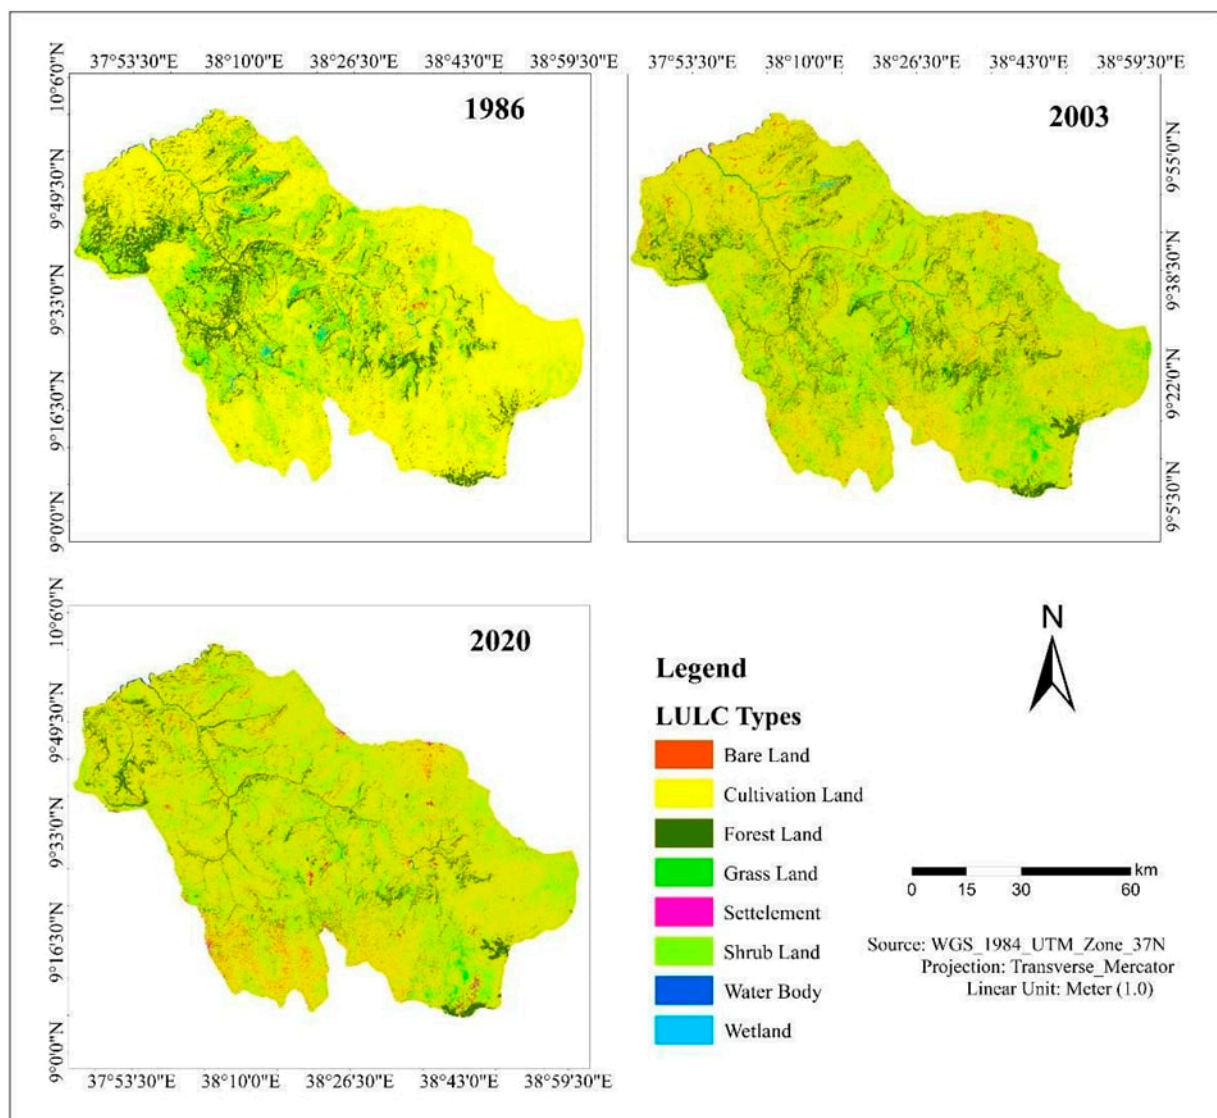 37°53'30"E 38°10'0"E 38°26'30"E 38°43'0"E 38°59'30"E
37°53'30"E 38°10'0"E 38°26'30"E 38°43'0"E 38°59'30"E
10°6'0"N
9°49'30"N
9°33'0"N
9°16'30"N
9°0'0"N
1986
2003
9°55'0"N
9°38'30"N
9°22'0"N
9°5'30"N
10°6'0"N
9°49'30"N
9°33'0"N
9°16'30"N
9°0'0"N
2020
37°53'30"E 38°10'0"E 38°26'30"E 38°43'0"E 38°59'30"E
N
Legend
LULC Types
Bare Land
Cultivation Land
Forest Land
Grass Land
Settelement
Shrub Land
Water Body
Wetland
km
0 15 30 60
Source: WGS_1984_UTM_Zone_37N
Projection: Transverse_Mercator
Linear Unit: Meter (1.0)